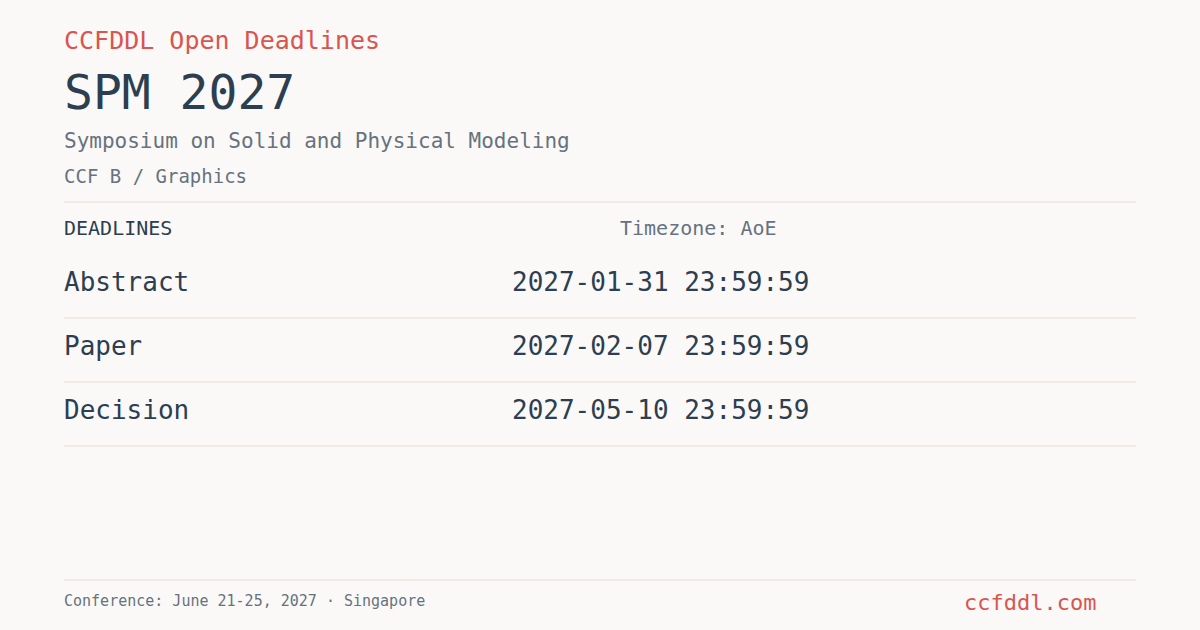 CCFDDL Open Deadlines
SPM 2027
Symposium on Solid and Physical Modeling
CCF B / Graphics
DEADLINES Timezone: AoE
Abstract 2027-01-31 23:59:59
Paper 2027-02-07 23:59:59
Decision 2027-05-10 23:59:59
Conference: June 21-25, 2027 · Singapore ccfddl.com